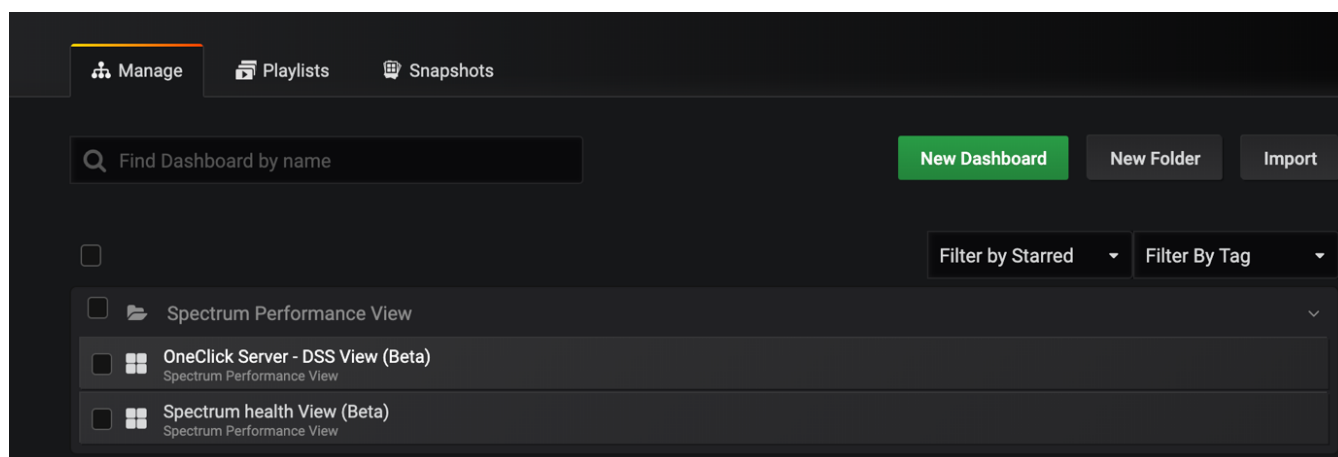 Manage Playlists Snapshots
Find Dashboard by name New Dashboard New Folder Import
Filter by Starred Filter By Tag
Spectrum Performance View
OneClick Server - DSS View (Beta)
Spectrum Performance View
Spectrum health View (Beta)
Spectrum Performance View